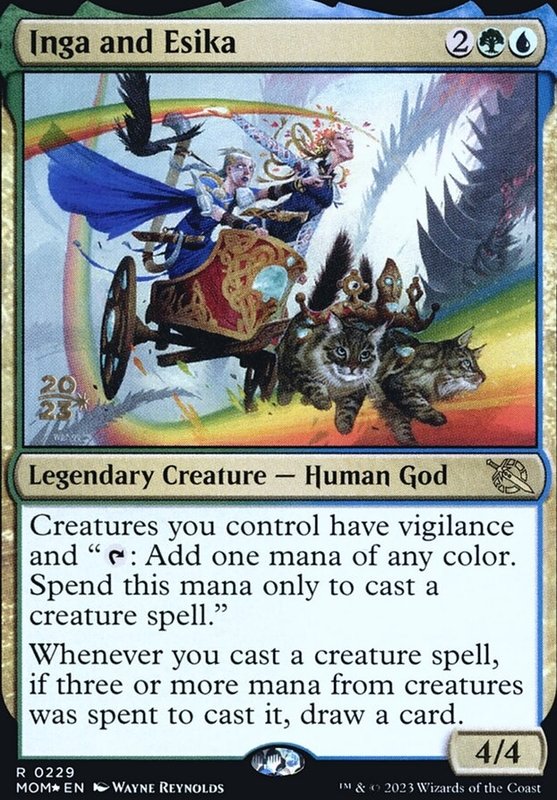 Inga and Esika 2
20
23
Legendary Creature — Human God
Creatures you control have vigilance
and “ : Add one mana of any color.
Spend this mana only to cast a
creature spell.”
Whenever you cast a creature spell,
if three or more mana from creatures
was spent to cast it, draw a card.
4/4
R 0229
MOM★EN Wayne Reynolds
™ & © 2023 Wizards of the Coast